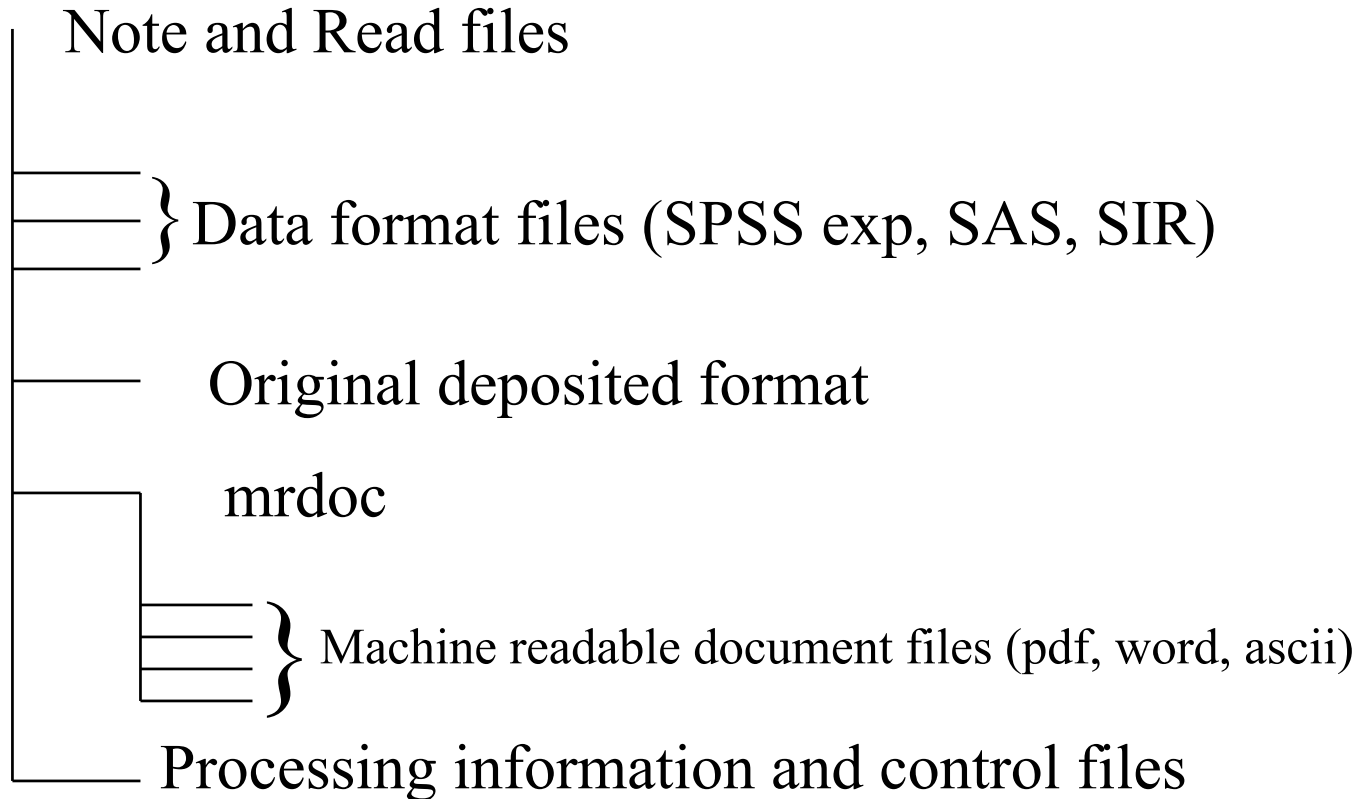 Note and Read files
Data format files (SPSS exp, SAS, SIR)
Original deposited format
mrdoc
Machine readable document files (pdf, word, ascii)
Processing information and control files